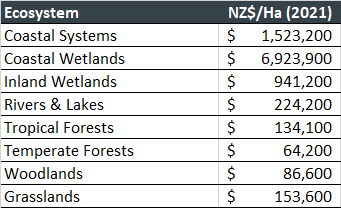 Ecosystem NZ$/Ha (2021)
Coastal Systems $ 1,523,200
Coastal Wetlands $ 6,923,900
Inland Wetlands $ 941,200
Rivers & Lakes $ 224,200
Tropical Forests $ 134,100
Temperate Forests $ 64,200
Woodlands $ 86,600
Grasslands $ 153,600